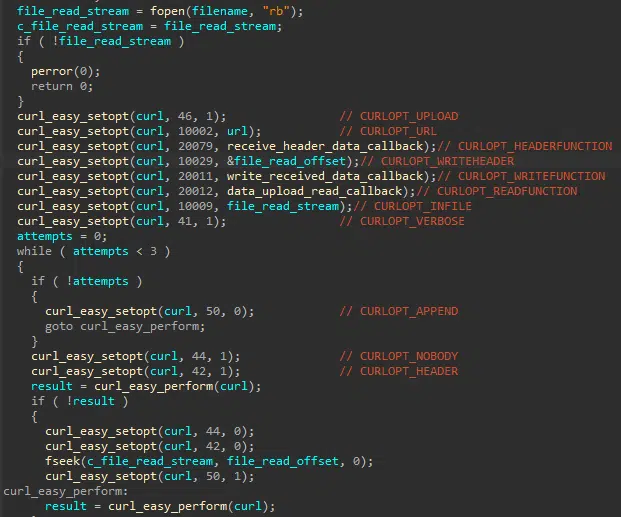 file_read_stream = fopen(filename, "rb");
c_file_read_stream = file_read_stream;
if ( !file_read_stream )
{
perror(0);
return 0;
}
curl_easy_setopt(curl, 46, 1); // CURLOPT_UPLOAD
curl_easy_setopt(curl, 10002, url); // CURLOPT_URL
curl_easy_setopt(curl, 20079, receive_header_data_callback);// CURLOPT_HEADERFUNCTION
curl_easy_setopt(curl, 10029, &file_read_offset);// CURLOPT_WRITEHEADER
curl_easy_setopt(curl, 20011, write_received_data_callback);// CURLOPT_WRITEFUNCTION
curl_easy_setopt(curl, 20012, data_upload_read_callback);// CURLOPT_READFUNCTION
curl_easy_setopt(curl, 10009, file_read_stream);// CURLOPT_INFILE
curl_easy_setopt(curl, 41, 1); // CURLOPT_VERBOSE
attempts = 0;
while ( attempts < 3 )
{
if ( !attempts )
{
curl_easy_setopt(curl, 50, 0); // CURLOPT_APPEND
goto curl_easy_perform;
}
curl_easy_setopt(curl, 44, 1); // CURLOPT_NOBODY
curl_easy_setopt(curl, 42, 1); // CURLOPT_HEADER
result = curl_easy_perform(curl);
if ( !result )
{
curl_easy_setopt(curl, 44, 0);
curl_easy_setopt(curl, 42, 0);
fseek(c_file_read_stream, file_read_offset, 0);
curl_easy_setopt(curl, 50, 1);
curl_easy_perform:
result = curl_easy_perform(curl);